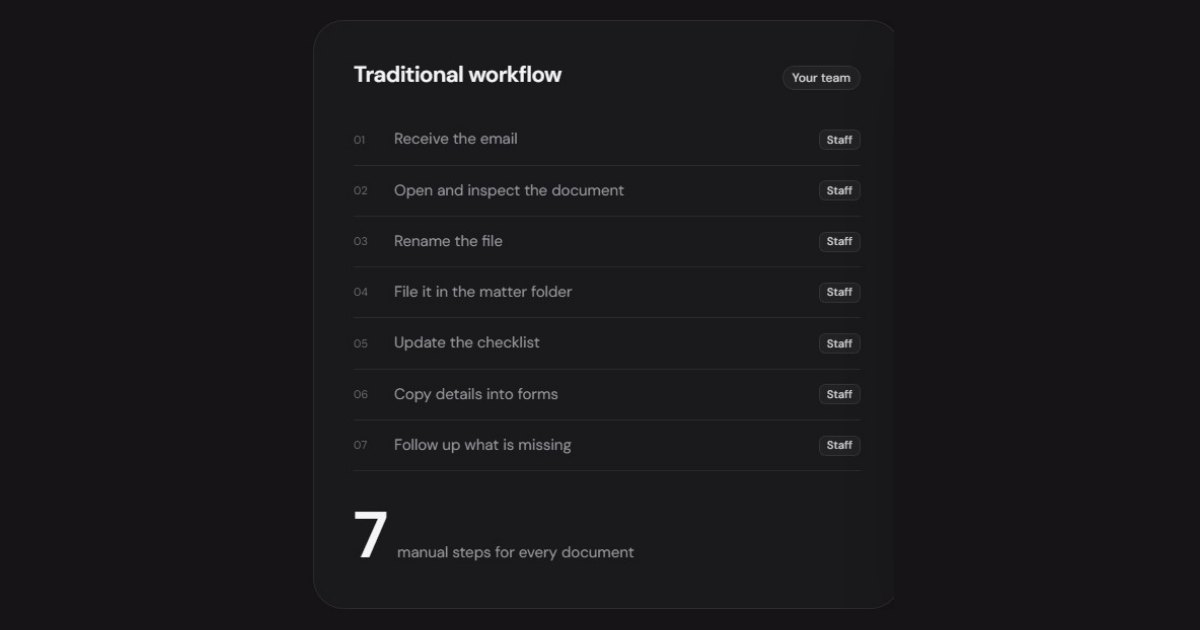 Traditional workflow
Your team
01 Receive the email Staff
02 Open and inspect the document Staff
03 Rename the file Staff
04 File it in the matter folder Staff
05 Update the checklist Staff
06 Copy details into forms Staff
07 Follow up what is missing Staff
7 manual steps for every document